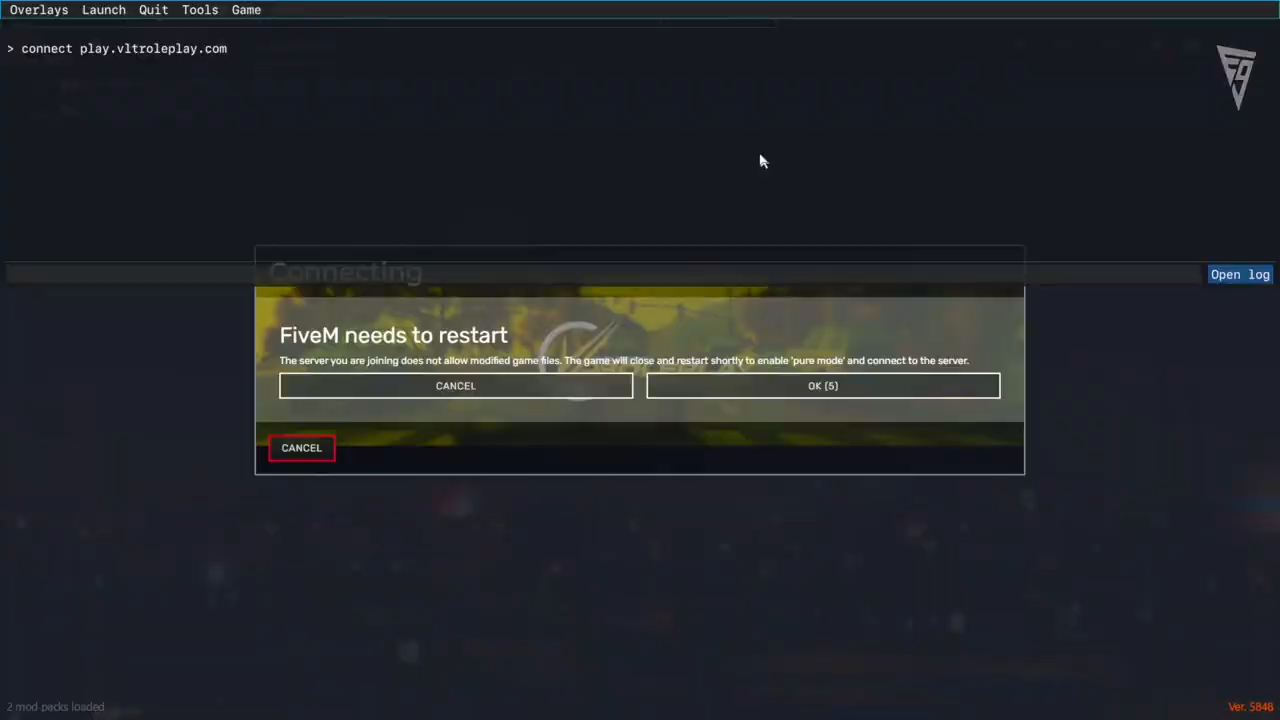 Overlays Launch Quit Tools Game
> connect play.vltroleplay.com
Open log
Connecting
FiveM needs to restart
The server you are joining does not allow modified game files. The game will close and restart shortly to enable 'pure mode' and connect to the server.
CANCEL
OK (5)
CANCEL
2 mod-packs loaded
Ver. 5848